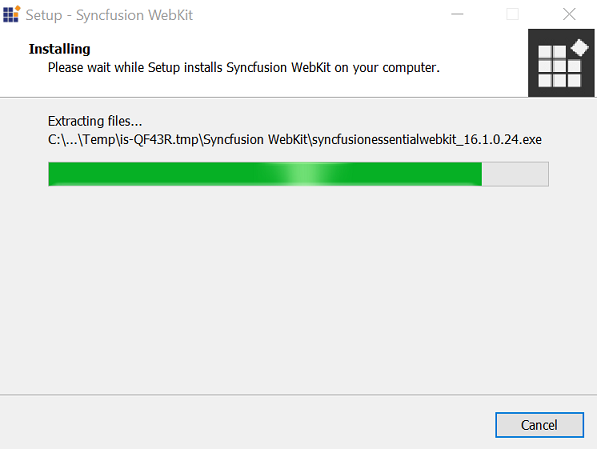 Setup - Syncfusion WebKit
Installing
Please wait while Setup installs Syncfusion WebKit on your computer.
Extracting files...
C:\...\Temp\is-QF43R.tmp\Syncfusion WebKit\syncfusionessentialwebkit_16.1.0.24.exe
Cancel